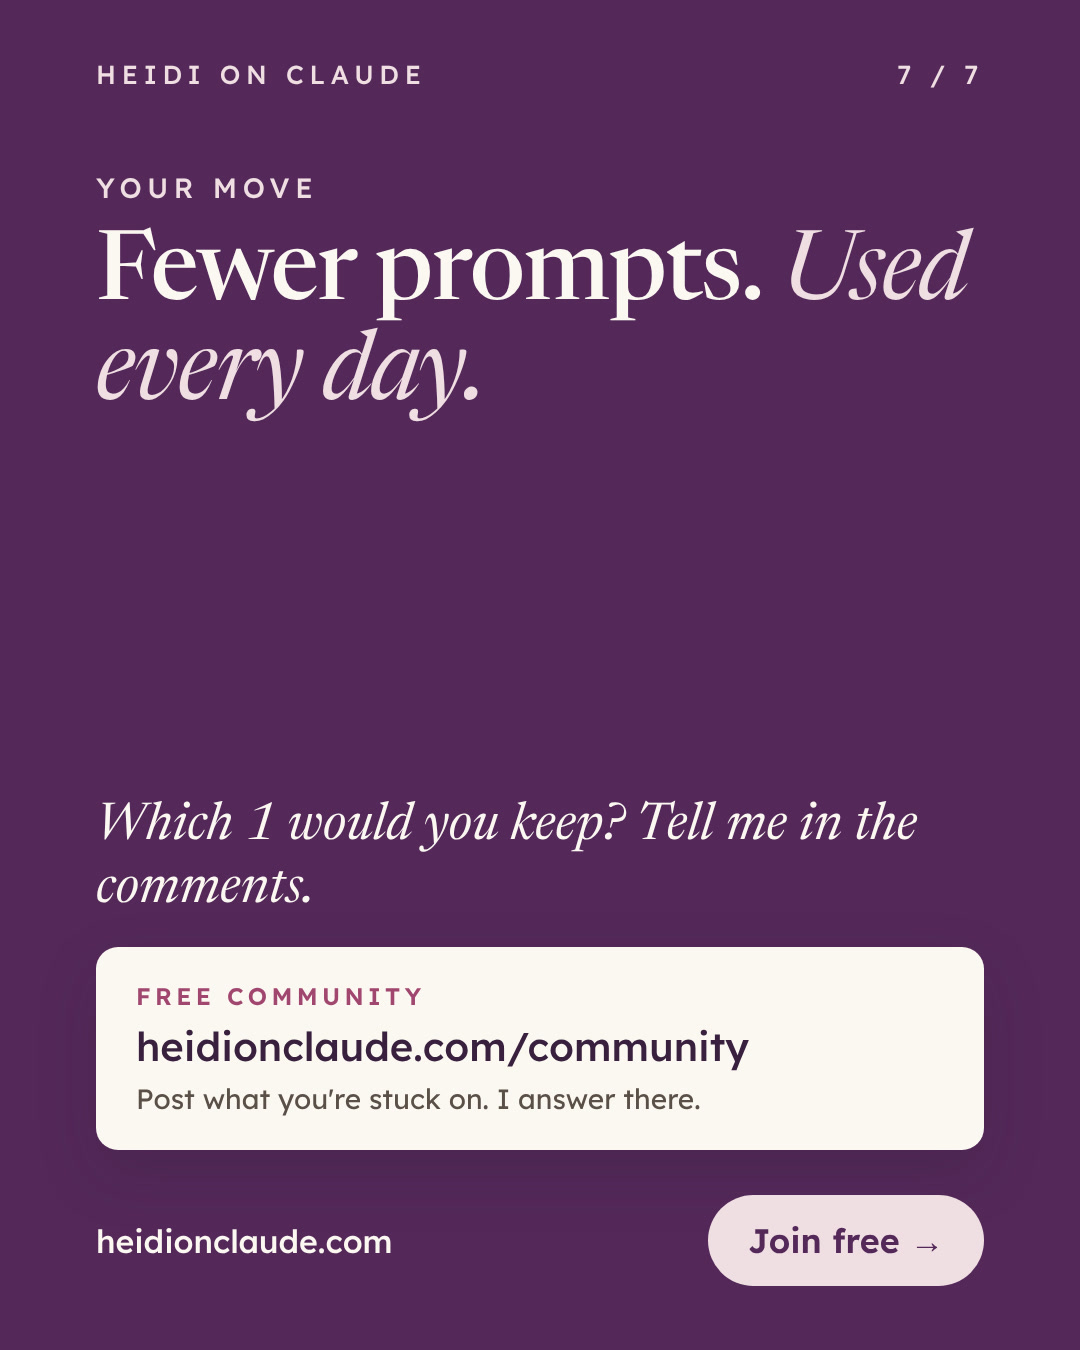 HEIDI ON CLAUDE
7 / 7
YOUR MOVE
Fewer prompts. Used
every day.
Which 1 would you keep? Tell me in the
comments.
FREE COMMUNITY
heidionclaude.com/community
Post what you're stuck on. I answer there.
heidionclaude.com
Join free →